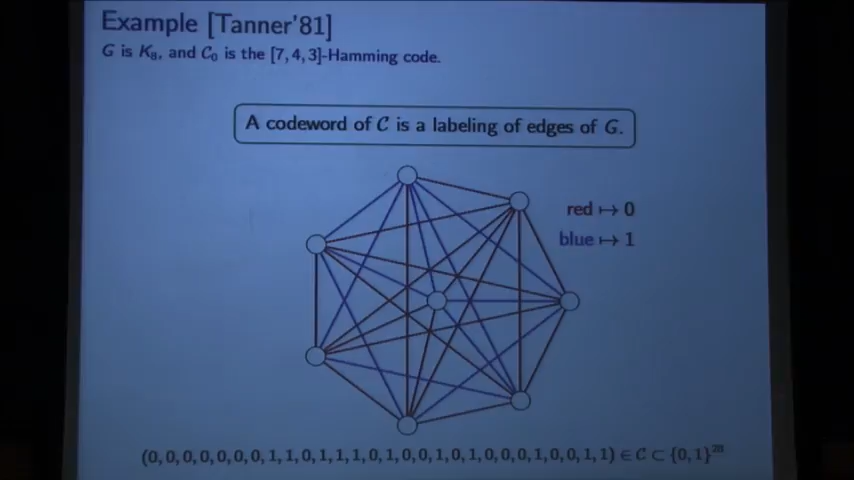 Example [Tanner'81]
G is K₈, and C₀ is the [7, 4, 3]-Hamming code.
A codeword of C is a labeling of edges of G.
red ↦ 0
blue ↦ 1
(0, 0, 0, 0, 0, 0, 0, 1, 1, 0, 1, 1, 1, 0, 1, 0, 0, 1, 0, 1, 0, 0, 0, 1, 0, 0, 1, 1) ∈ C ⊂ {0, 1}²⁸